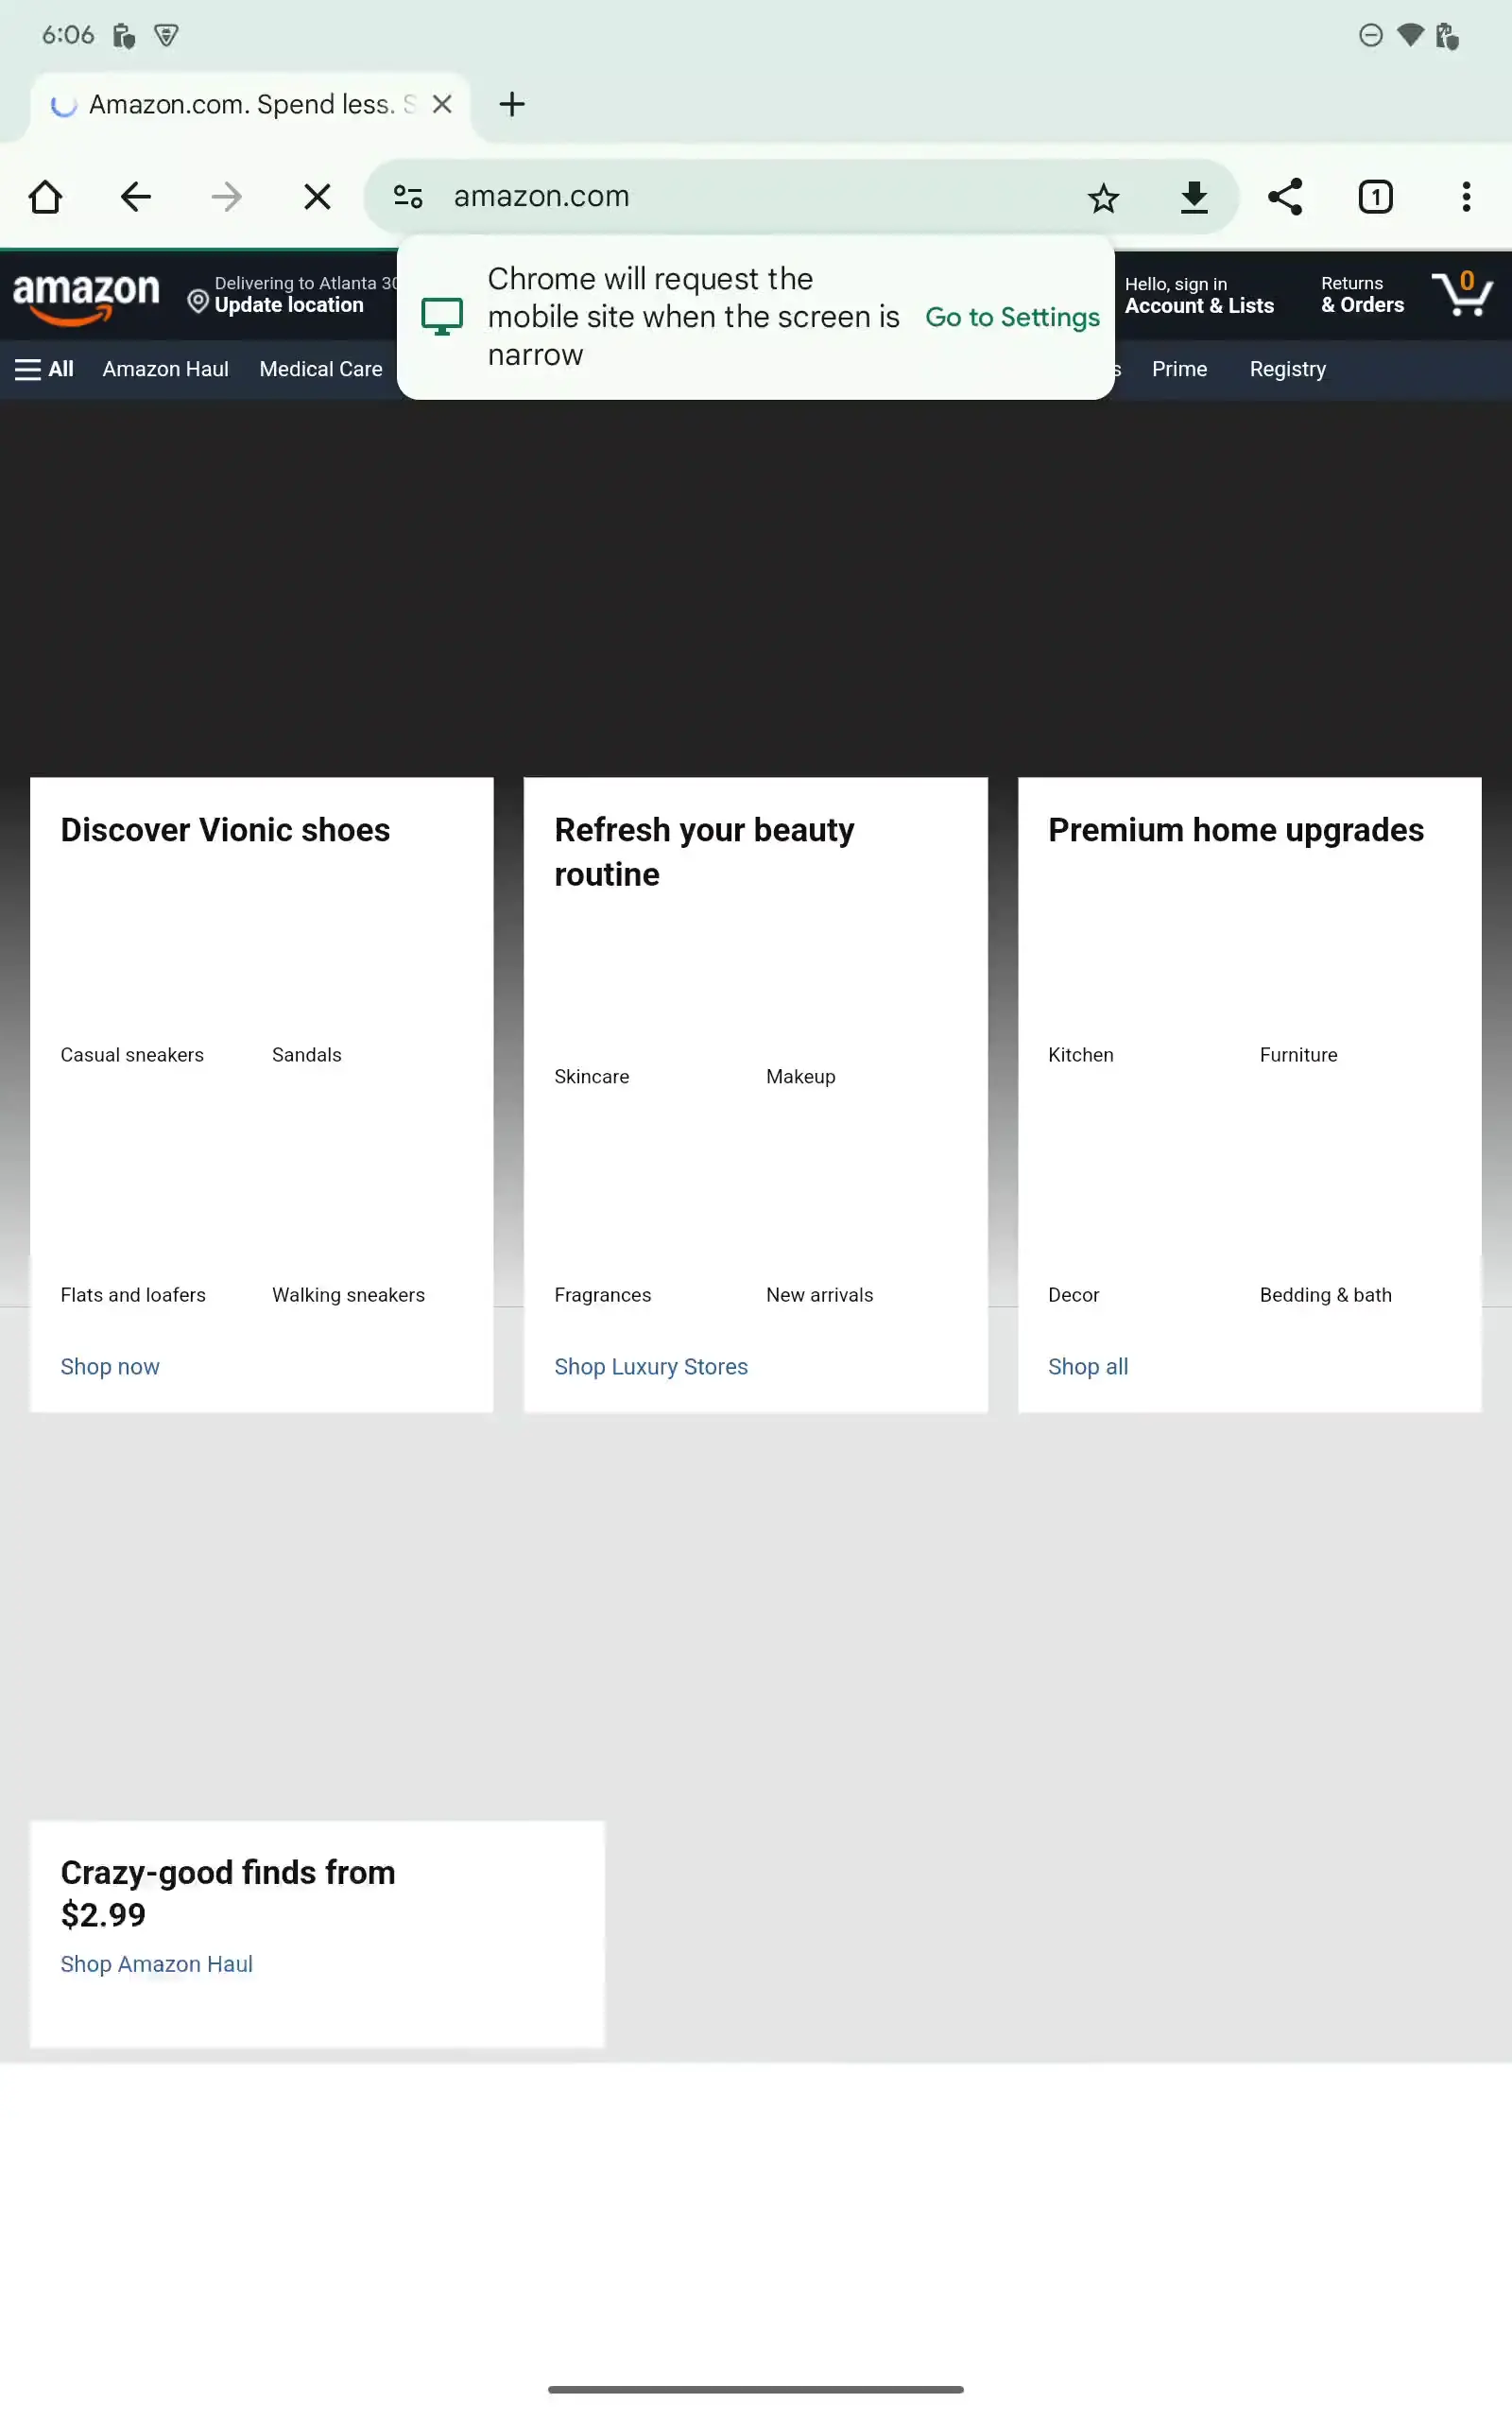 6:06
Amazon.com. Spend less.
amazon.com
1
Chrome will request the
mobile site when the screen is
narrow
Go to Settings
amazon
Delivering to Atlanta
Update location
Hello, sign in
Account & Lists
Returns
& Orders
0
All
Amazon Haul
Medical Care
Prime
Registry
Discover Vionic shoes
Casual sneakers
Sandals
Flats and loafers
Walking sneakers
Shop now
Refresh your beauty
routine
Skincare
Makeup
Fragrances
New arrivals
Shop Luxury Stores
Premium home upgrades
Kitchen
Furniture
Decor
Bedding & bath
Shop all
Crazy-good finds from
$2.99
Shop Amazon Haul